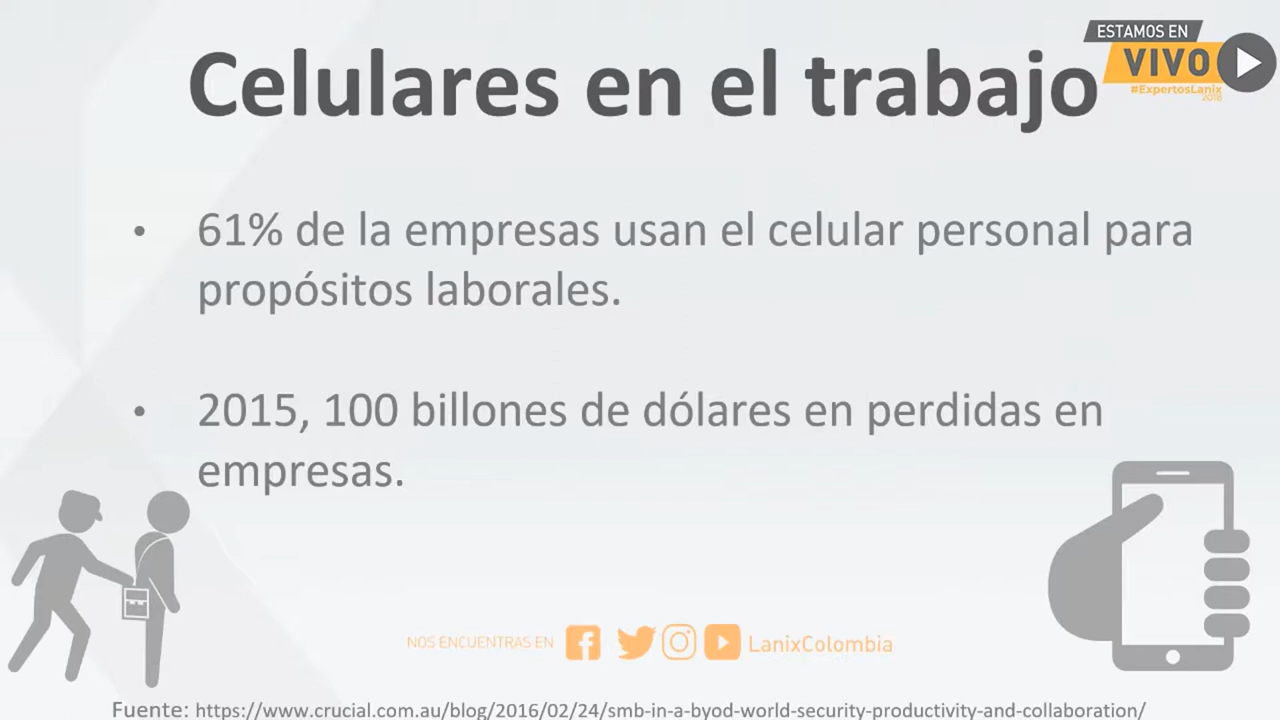 ESTAMOS EN
VIVO
#ExpertosLanix
2018
Celulares en el trabajo
• 61% de la empresas usan el celular personal para
propósitos laborales.
• 2015, 100 billones de dólares en perdidas en
empresas.
NOS ENCUENTRAS EN
LanixColombia
Fuente: https://www.crucial.com.au/blog/2016/02/24/smb-in-a-byod-world-security-productivity-and-collaboration/